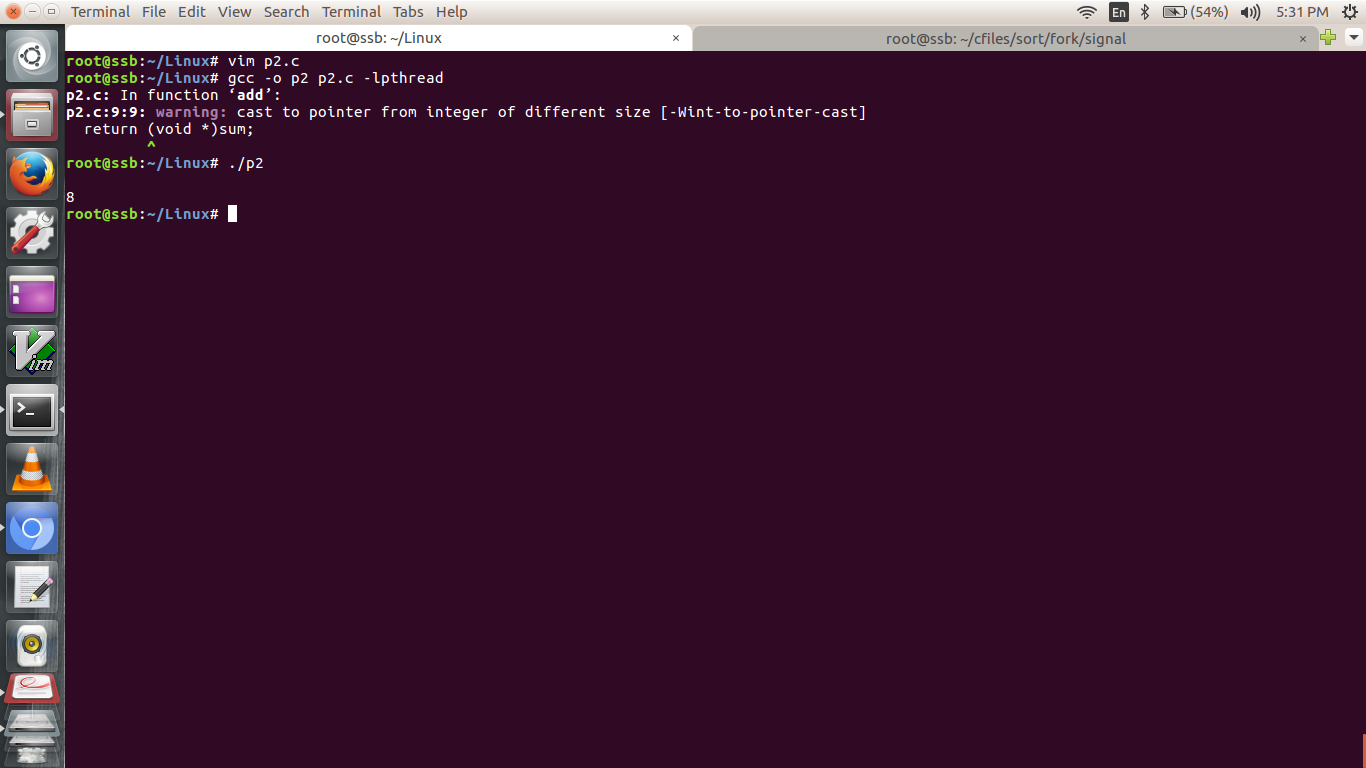 Terminal File Edit View Search Terminal Tabs Help En (54%) 5:31 PM
root@ssb: ~/Linux × root@ssb: ~/cfiles/sort/fork/signal ×
root@ssb:~/Linux# vim p2.c
root@ssb:~/Linux# gcc -o p2 p2.c -lpthread
p2.c: In function ‘add’:
p2.c:9:9: warning: cast to pointer from integer of different size [-Wint-to-pointer-cast]
  return (void *)sum;
         ^
root@ssb:~/Linux# ./p2
8
root@ssb:~/Linux#
Vim
>_